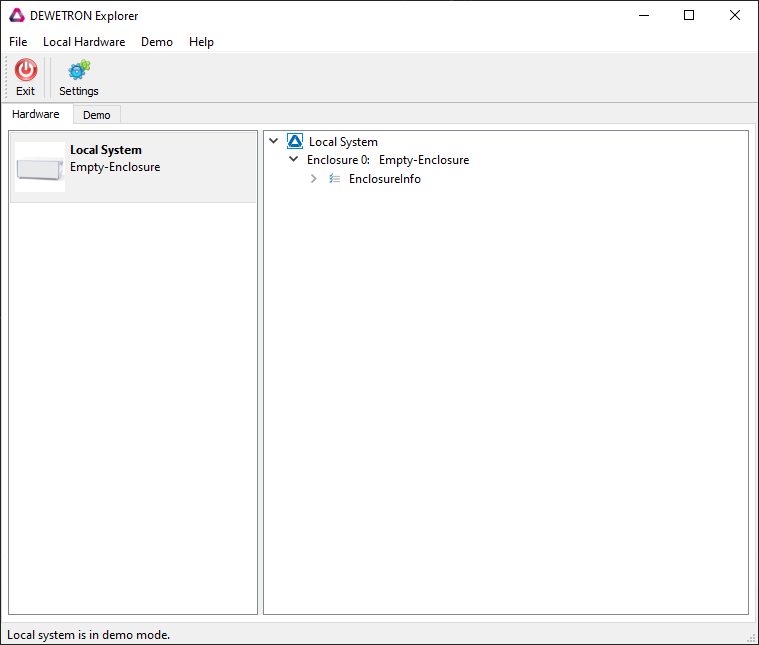 DEWETRON Explorer
File Local Hardware Demo Help
Exit Settings
Hardware Demo
Local System
Empty-Enclosure
Local System
Enclosure 0: Empty-Enclosure
EnclosureInfo
Local system is in demo mode.